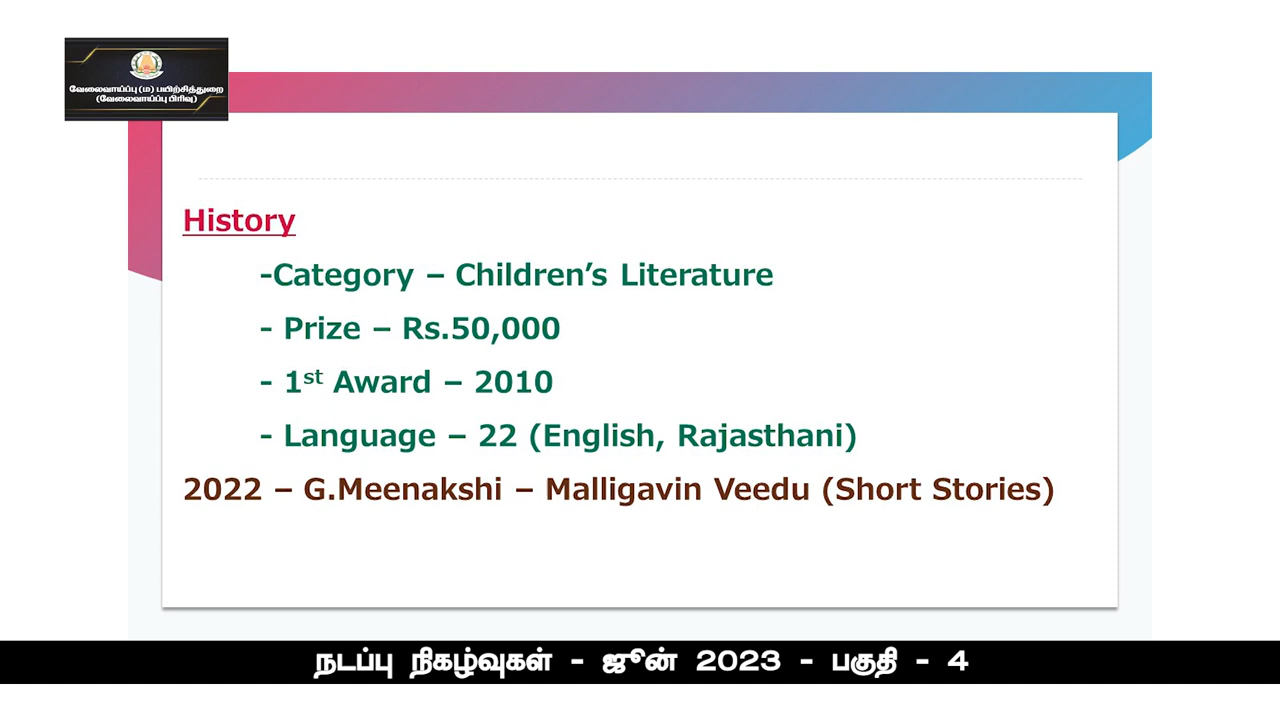 வேலைவாய்ப்பு (ம) பயிற்சித்துறை
(வேலைவாய்ப்பு பிரிவு)
History
-Category – Children’s Literature
- Prize – Rs.50,000
- 1st Award – 2010
- Language – 22 (English, Rajasthani)
2022 – G.Meenakshi – Malligavin Veedu (Short Stories)
நடப்பு நிகழ்வுகள் - ஜூன் 2023 - பகுதி - 4